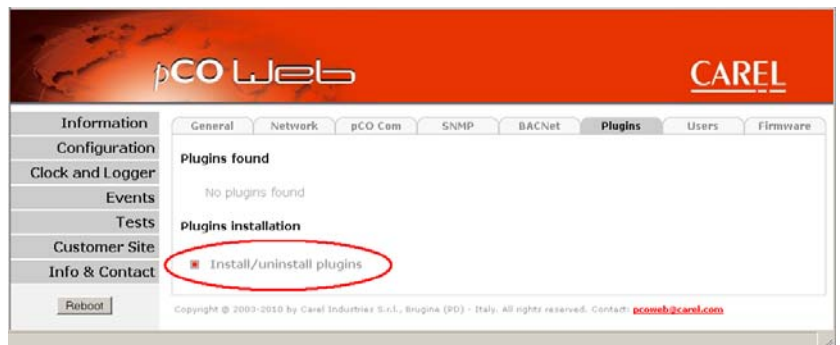 pCO Web
CAREL
Information
Configuration
Clock and Logger
Events
Tests
Customer Site
Info & Contact
Reboot
General Network pCO Com SNMP BACNet Plugins Users Firmware
Plugins found
No plugins found
Plugins installation
Install/uninstall plugins
Copyright @ 2003-2010 by Carel Industries S.r.l., Brugine (PD) - Italy. All rights reserved. Contact: pcoweb@carel.com